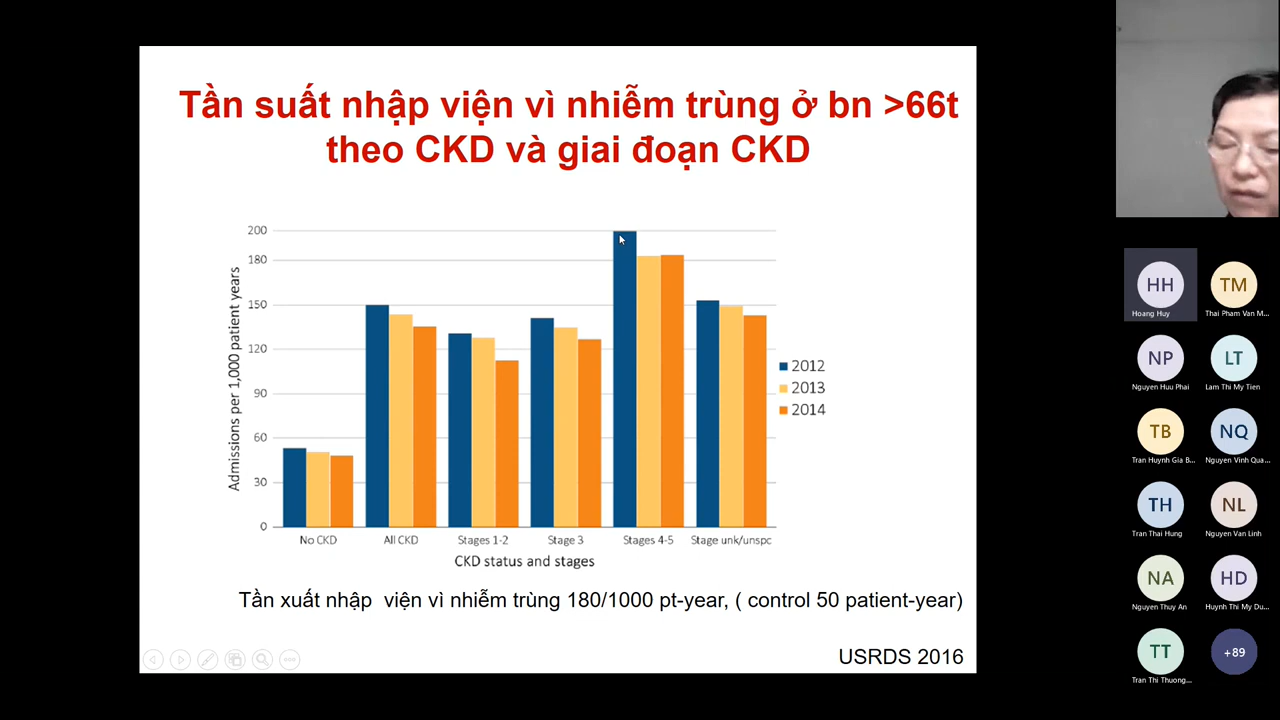 Tần suất nhập viện vì nhiễm trùng ở bn >66t
theo CKD và giai đoạn CKD
Admissions per 1,000 patient years
200
180
150
120
90
60
30
0
No CKD
All CKD
Stages 1-2
Stage 3
Stages 4-5
Stage unk/unspc
CKD status and stages
2012
2013
2014
Tần xuất nhập viện vì nhiễm trùng 180/1000 pt-year, ( control 50 patient-year)
USRDS 2016
HH
Hoang Huy
TM
Thai Pham Van M...
NP
Nguyen Huu Phai
LT
Lam Thi My Tien
TB
Tran Huynh Gia B...
NQ
Nguyen Vinh Qua...
TH
Tran Thai Hung
NL
Nguyen Van Linh
NA
Nguyen Thuy An
HD
Huynh Thi My Du...
TT
Tran Thi Thuong...
+89